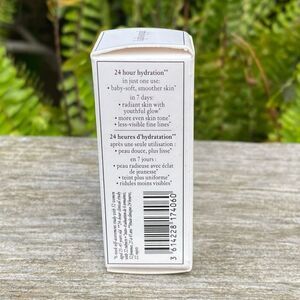 24 hour hydration**
in just one use:
• baby-soft, smoother skin*
in 7 days:
• radiant skin with
youthful glow*
• more even skin tone*
• less-visible fine lines*
24 heures d'hydratation**
après une seule utilisation :
• peau douce, plus lisse*
en 7 jours :
• peau radieuse avec éclat
de jeunesse*
• teint plus uniforme*
• ridules moins visibles*
3 614228 174060